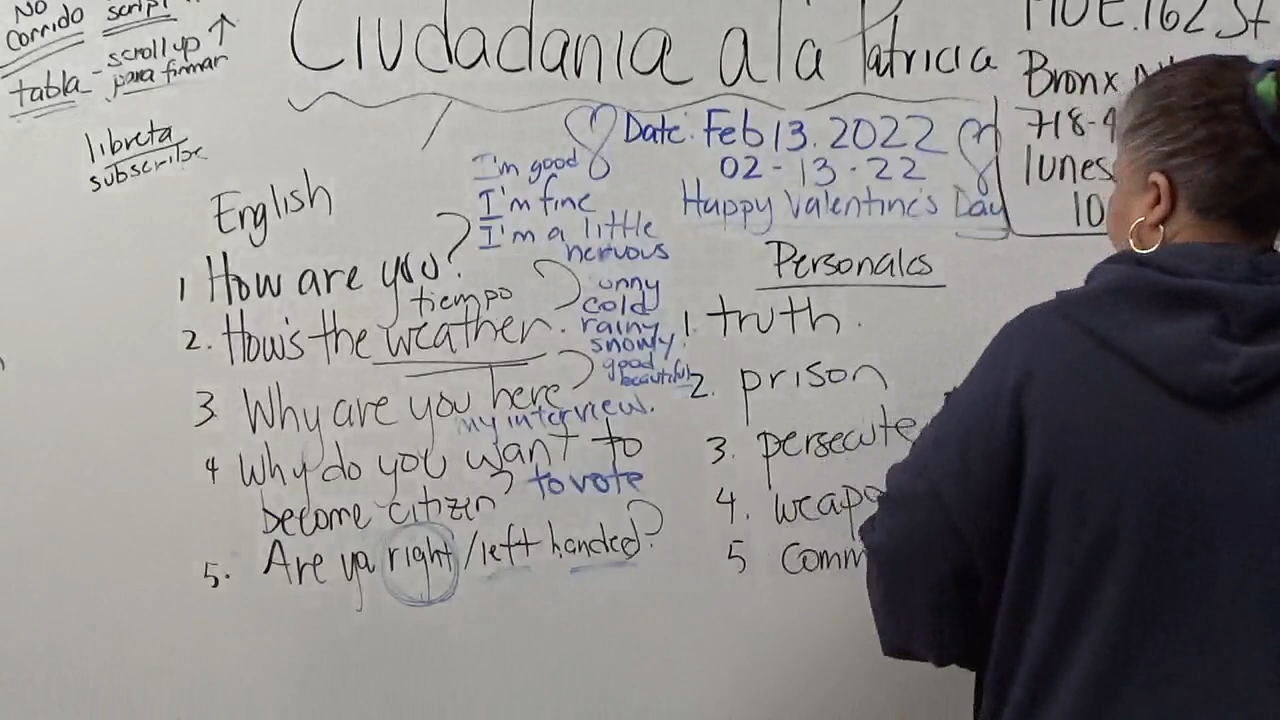 No
corrido script
tabla - scroll up ↑
para firmar
libreta
subscribe
Ciudadania a la Patricia
Bronx
718-4
lunes
10
Date: Feb 13. 2022
02-13-22
Happy Valentine's Day
English
I'm good
I'm fine
I'm a little
nervous
1 How are you?
tiempo
2. How's the weather.
unny
cold
rainy
snowy
good
beautiful
3 Why are you here
my interview.
4 Why do you want to
become citizen? to vote
5. Are ya right/left handed?
Personales
1. truth.
2. prison
3. persecute
4. weapo
5 Comm